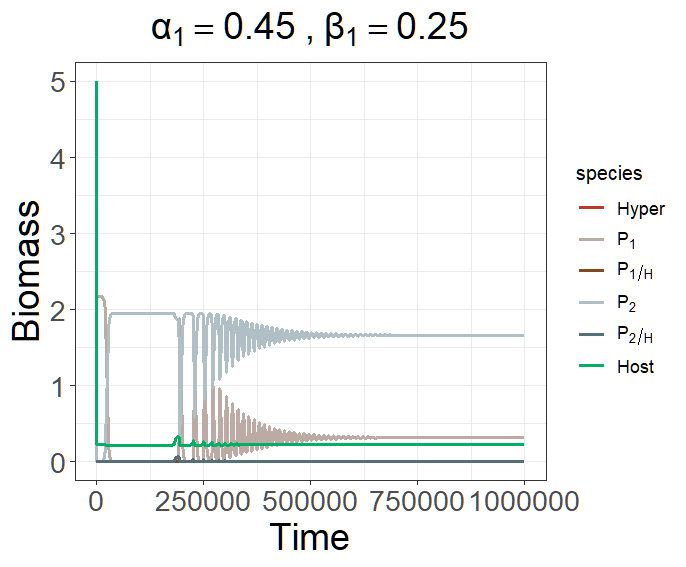 α₁ = 0.45 , β₁ = 0.25
Biomass
5
4
3
2
1
0
0 250000 500000 750000 1000000
Time
species
Hyper
P₁
P₁/H
P₂
P₂/H
Host